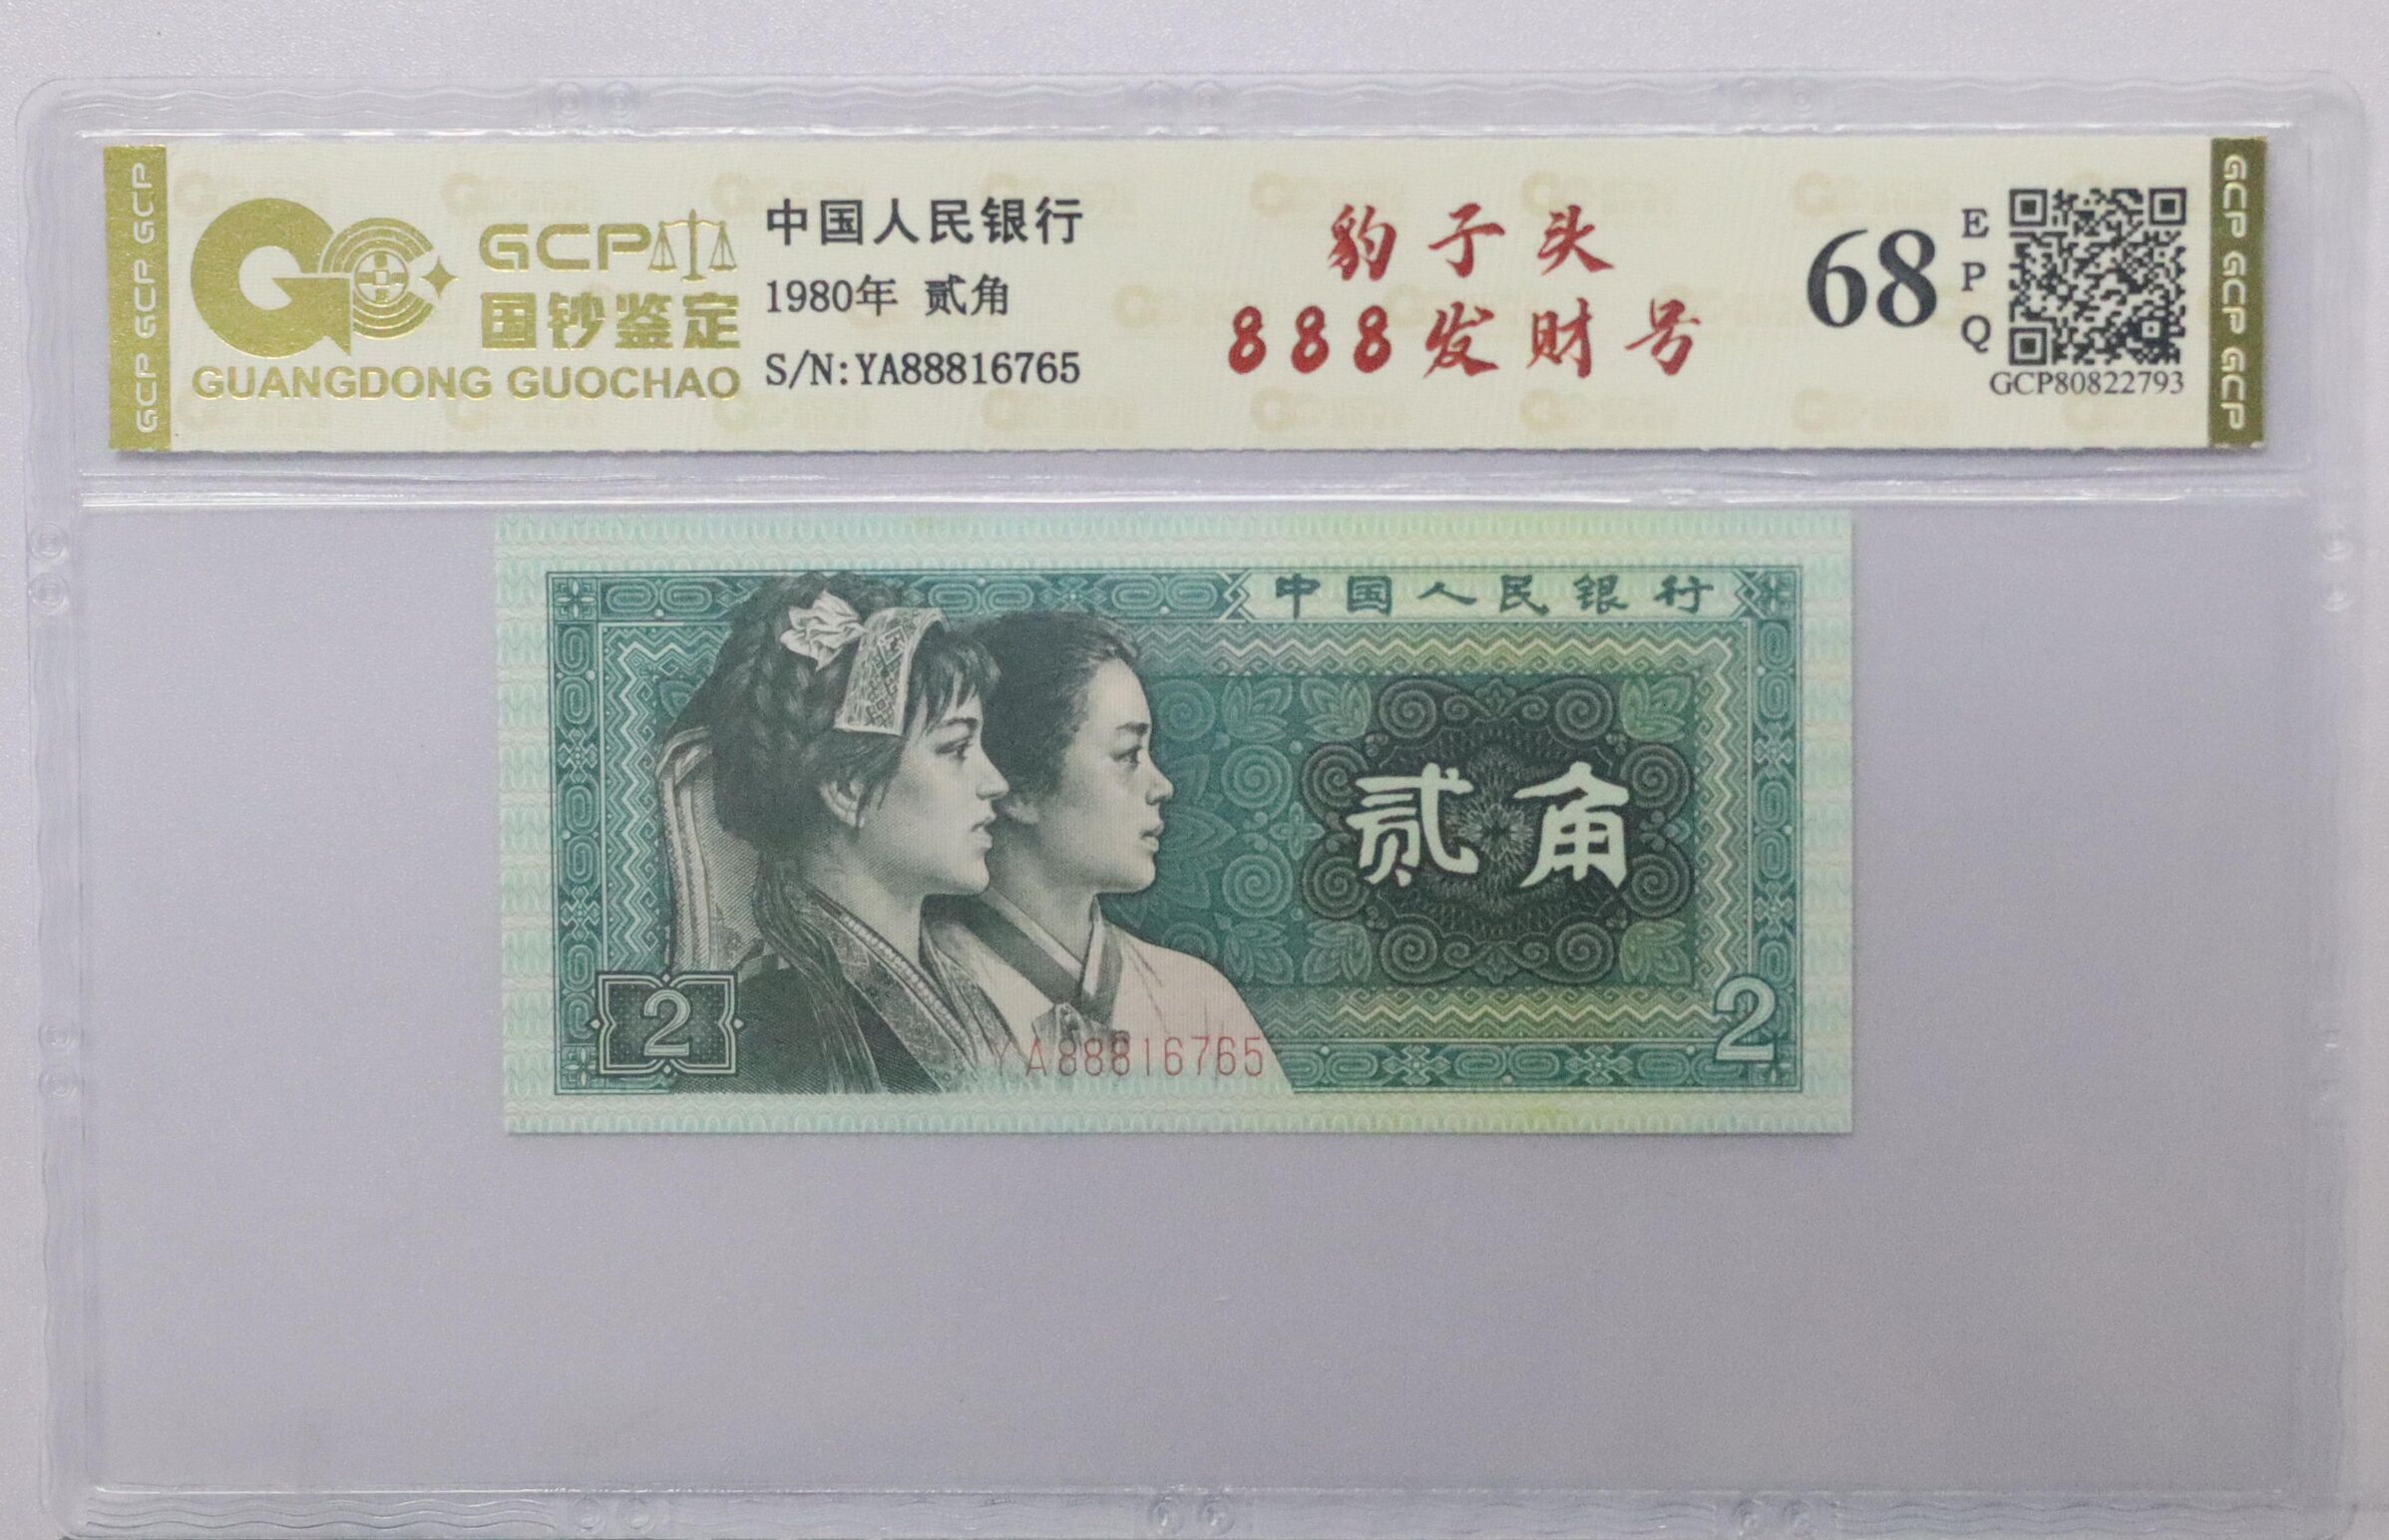 GCP GCP GCP
GCP
国钞鉴定
GUANGDONG GUOCHAO
中国人民银行
1980年 贰角
S/N:YA88816765
豹子头
888发财号
68
EPQ
GCP80822793
GCP GCP GCP
中国人民银行
贰角
2
YA88816765
2